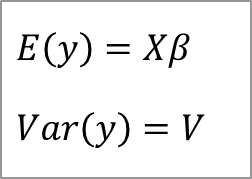 E(y) = Xβ
Var(y) = V